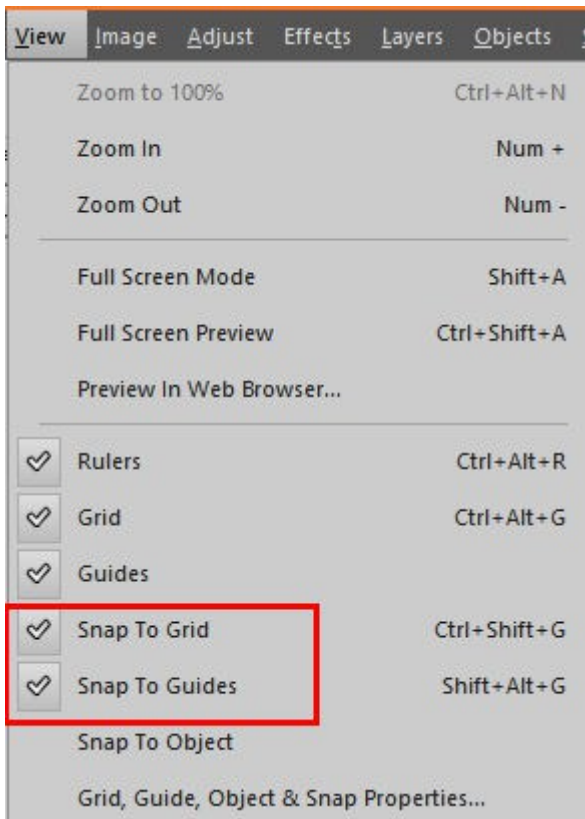 View Image Adjust Effects Layers Objects
Zoom to 100% Ctrl+Alt+N
Zoom In Num +
Zoom Out Num -
Full Screen Mode Shift+A
Full Screen Preview Ctrl+Shift+A
Preview In Web Browser...
Rulers Ctrl+Alt+R
Grid Ctrl+Alt+G
Guides
Snap To Grid Ctrl+Shift+G
Snap To Guides Shift+Alt+G
Snap To Object
Grid, Guide, Object & Snap Properties...